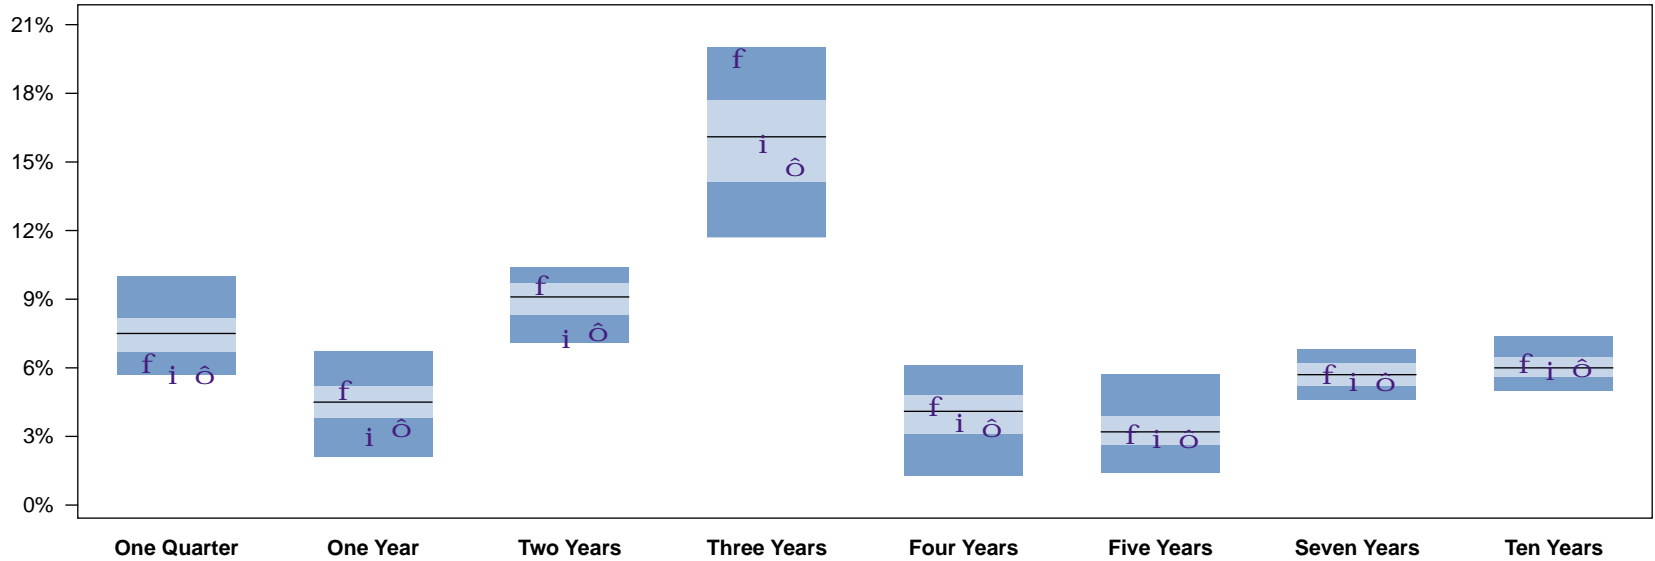 21%
18%
15%
12%
9%
6%
3%
0%
f i ô
f i ô
f i ô
f i ô
f i ô
f i ô
f i ô
f i ô
One Quarter One Year Two Years Three Years Four Years Five Years Seven Years Ten Years